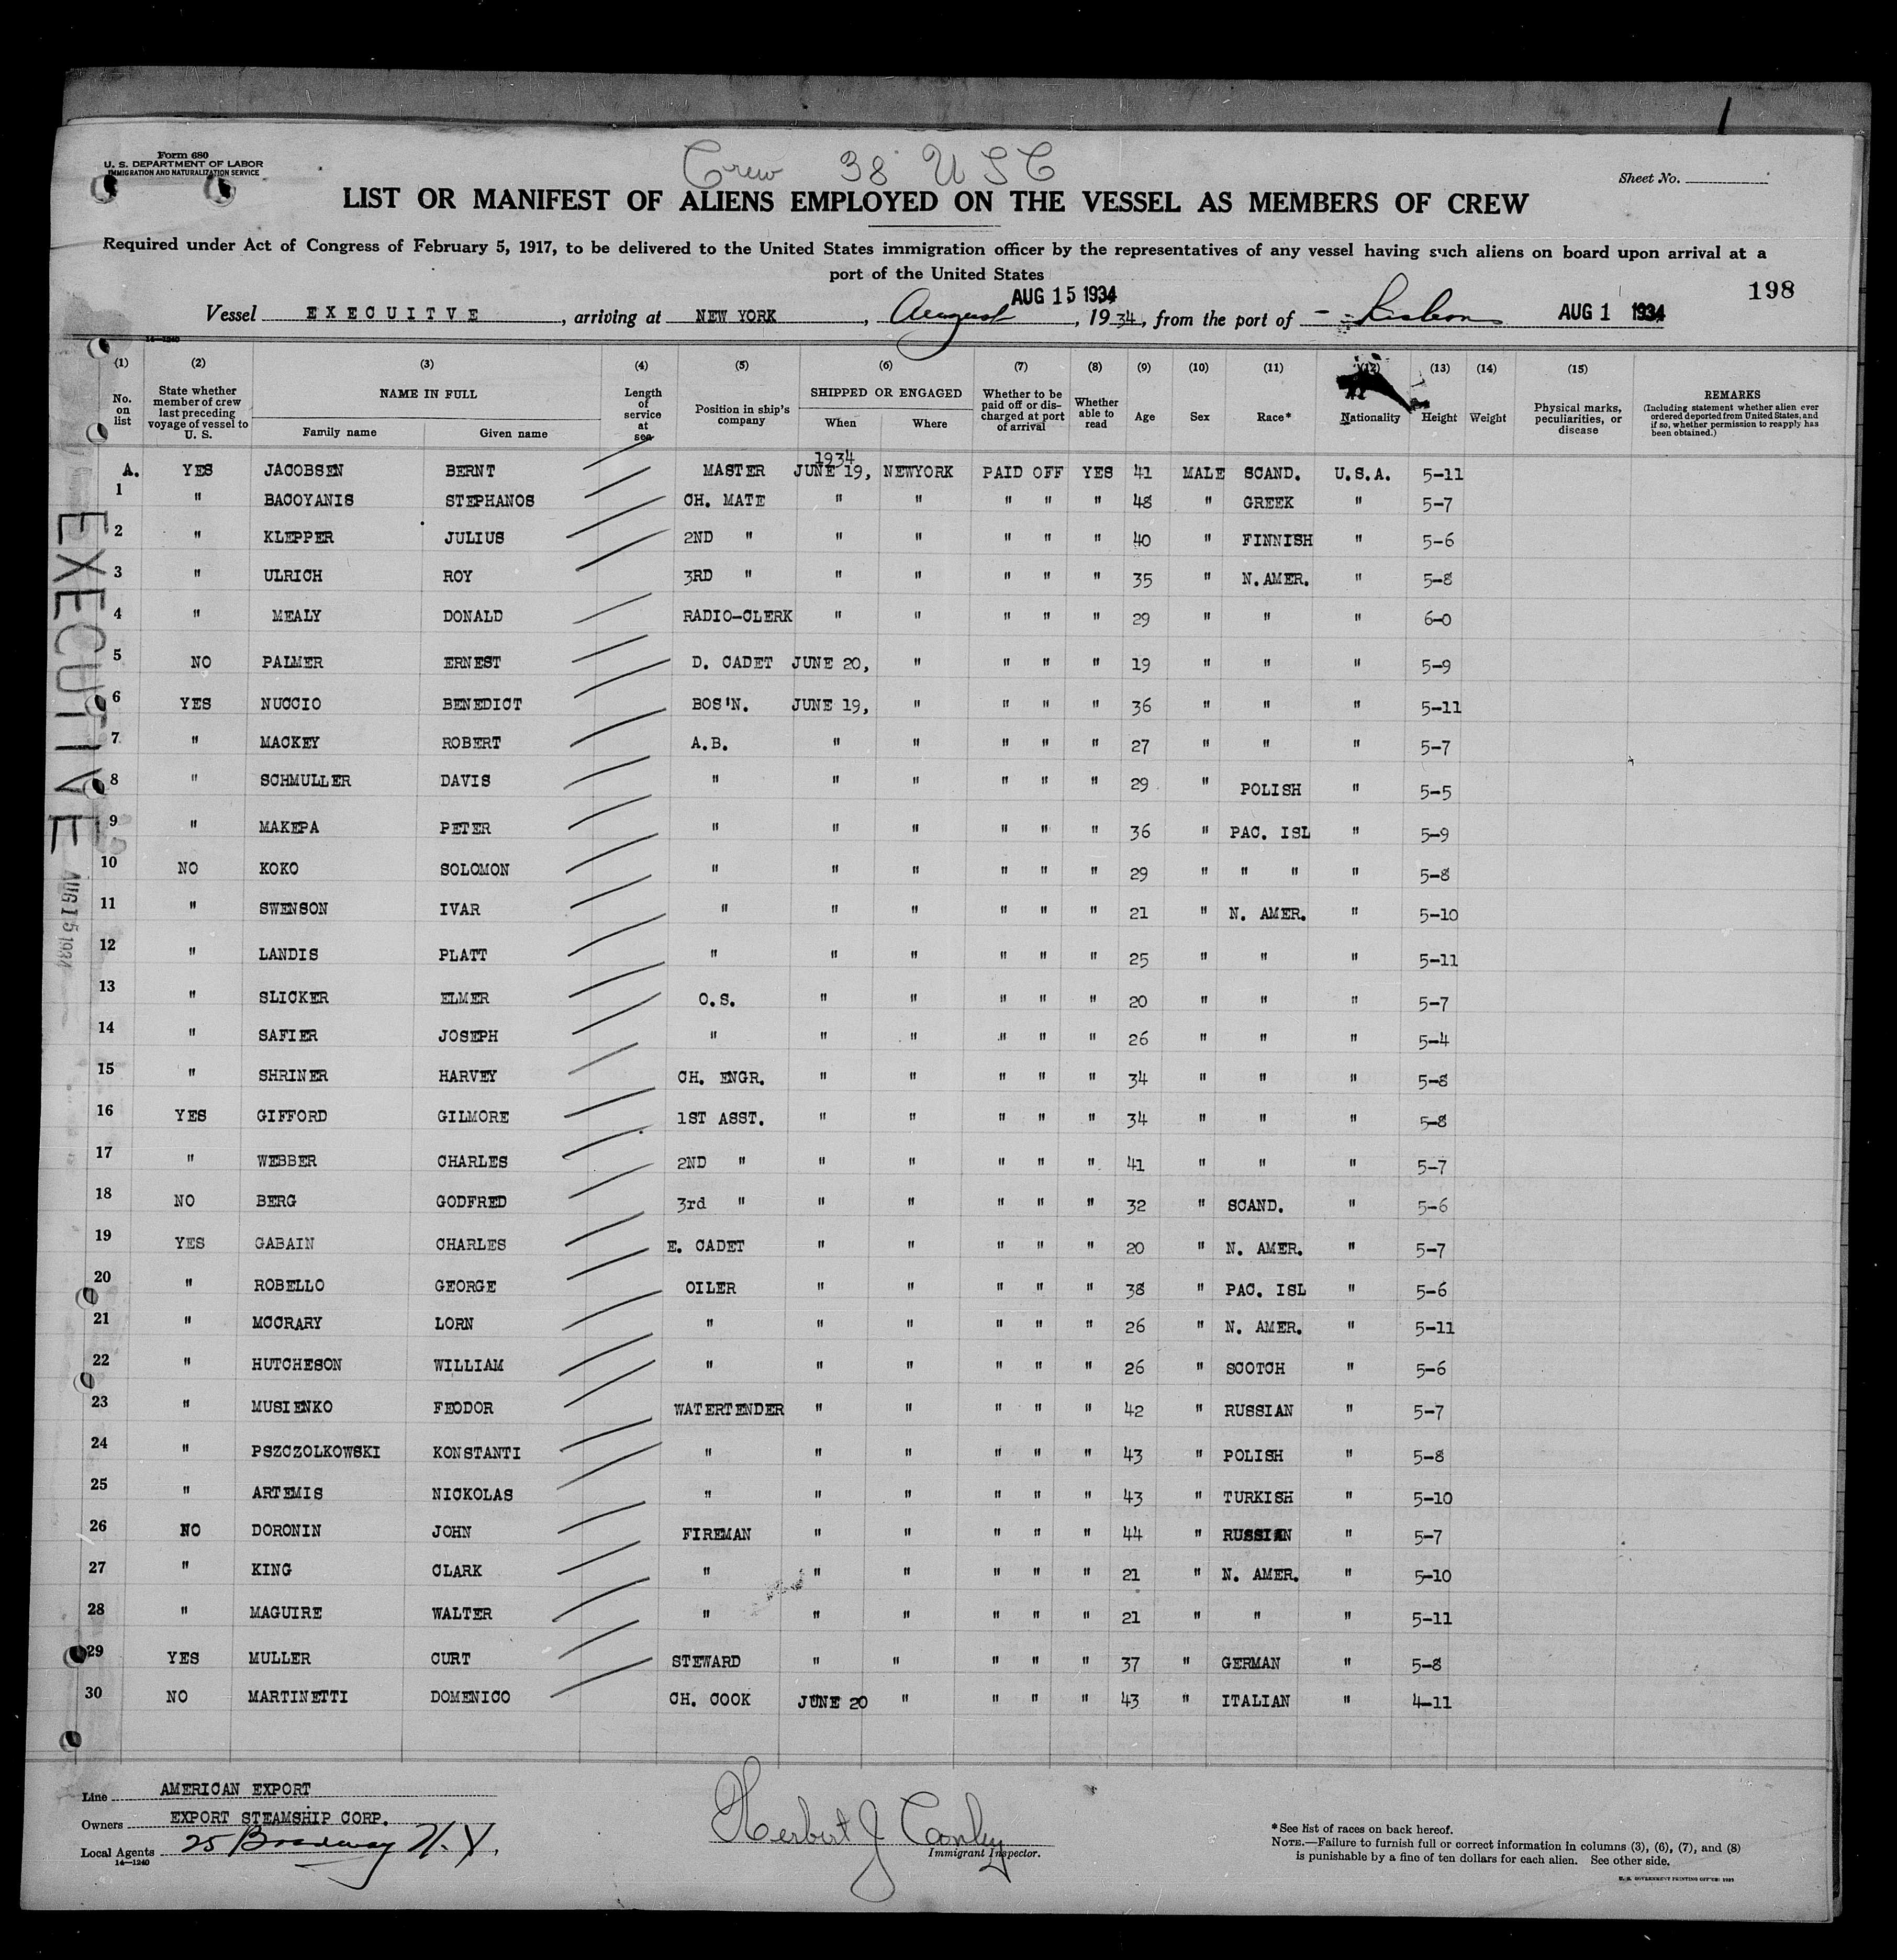 Form 680
U. S. DEPARTMENT OF LABOR
IMMIGRATION AND NATURALIZATION SERVICE
Crew 38 USC
Sheet No.
LIST OR MANIFEST OF ALIENS EMPLOYED ON THE VESSEL AS MEMBERS OF CREW
Required under Act of Congress of February 5, 1917, to be delivered to the United States immigration officer by the representatives of any vessel having such aliens on board upon arrival at a
port of the United States
AUG 15 1934
198
Vessel EXECUITVE, arriving at NEW YORK, August, 1934, from the port of - Lisbon AUG 1 1934
14—1240
(1) (2) (3) (4) (5) (6) (7) (8) (9) (10) (11) (12) (13) (14) (15)
No. on list State whether member of crew last preceding voyage of vessel to U. S. NAME IN FULL Family name Given name Length of service at sea Position in ship's company SHIPPED OR ENGAGED When Where Whether to be paid off or discharged at port of arrival Whether able to read Age Sex Race* Nationality Height Weight Physical marks, peculiarities, or disease REMARKS (Including statement whether alien ever ordered deported from United States, and if so, whether permission to reapply has been obtained.)
1934
A. YES JACOBSEN BERNT MASTER JUNE 19, NEWYORK PAID OFF YES 41 MALE SCAND. U.S.A. 5-11
1 " BACOYANIS STEPHANOS CH. MATE " " " " " 48 " GREEK " 5-7
2 " KLEPPER JULIUS 2ND " " " " " " 40 " FINNISH " 5-6
3 " ULRICH ROY 3RD " " " " " " 35 " N.AMER. " 5-8
4 " MEALY DONALD RADIO-CLERK " " " " " 29 " " " 6-0
5 NO PALMER ERNEST D. CADET JUNE 20, " " " " 19 " " " 5-9
6 YES NUCCIO BENEDICT BOS'N. JUNE 19, " " " " 36 " " " 5-11
7 " MACKEY ROBERT A.B. " " " " " 27 " " " 5-7
8 " SCHMULLER DAVIS " " " " " " 29 " POLISH " 5-5
9 " MAKEPA PETER " " " " " " 36 " PAC. ISL " 5-9
10 NO KOKO SOLOMON " " " " " " 29 " " " " 5-8
11 " SWENSON IVAR " " " " " " 21 " N. AMER. " 5-10
12 " LANDIS PLATT " " " " " " 25 " " " 5-11
13 " SLICKER ELMER O.S. " " " " " 20 " " " 5-7
14 " SAFIER JOSEPH " " " " " " 26 " " " 5-4
15 " SHRINER HARVEY CH. ENGR. " " " " " 34 " " " 5-8
16 YES GIFFORD GILMORE 1ST ASST. " " " " " 34 " " " 5-8
17 " WEBBER CHARLES 2ND " " " " " " 41 " " " 5-7
18 NO BERG GODFRED 3rd " " " " " " 32 " SCAND. " 5-6
19 YES GABAIN CHARLES E. CADET " " " " " 20 " N. AMER. " 5-7
20 " ROBELLO GEORGE OILER " " " " " 38 " PAC. ISL " 5-6
21 " MCCRARY LORN " " " " " " 26 " N. AMER. " 5-11
22 " HUTCHESON WILLIAM " " " " " " 26 " SCOTCH " 5-6
23 " MUSIENKO FEODOR WATERTENDER " " " " " 42 " RUSSIAN " 5-7
24 " PSZCZOLKOWSKI KONSTANTI " " " " " " 43 " POLISH " 5-8
25 " ARTEMIS NICKOLAS " " " " " " 43 " TURKISH " 5-10
26 NO DORONIN JOHN FIREMAN " " " " " 44 " RUSSIAN " 5-7
27 " KING CLARK " " " " " " 21 " N. AMER. " 5-10
28 " MAGUIRE WALTER " " " " " " 21 " " " 5-11
29 YES MULLER CURT STEWARD " " " " " 37 " GERMAN " 5-8
30 NO MARTINETTI DOMENICO CH. COOK JUNE 20 " " " " 43 " ITALIAN " 4-11
EXECUTIVE
AUG 15 1934
Line AMERICAN EXPORT
Owners EXPORT STEAMSHIP CORP.
Local Agents 25 Broadway N.Y.
14—1240
Herbert J Conley
Immigrant Inspector.
*See list of races on back hereof.
NOTE.—Failure to furnish full or correct information in columns (3), (6), (7), and (8)
is punishable by a fine of ten dollars for each alien. See other side.